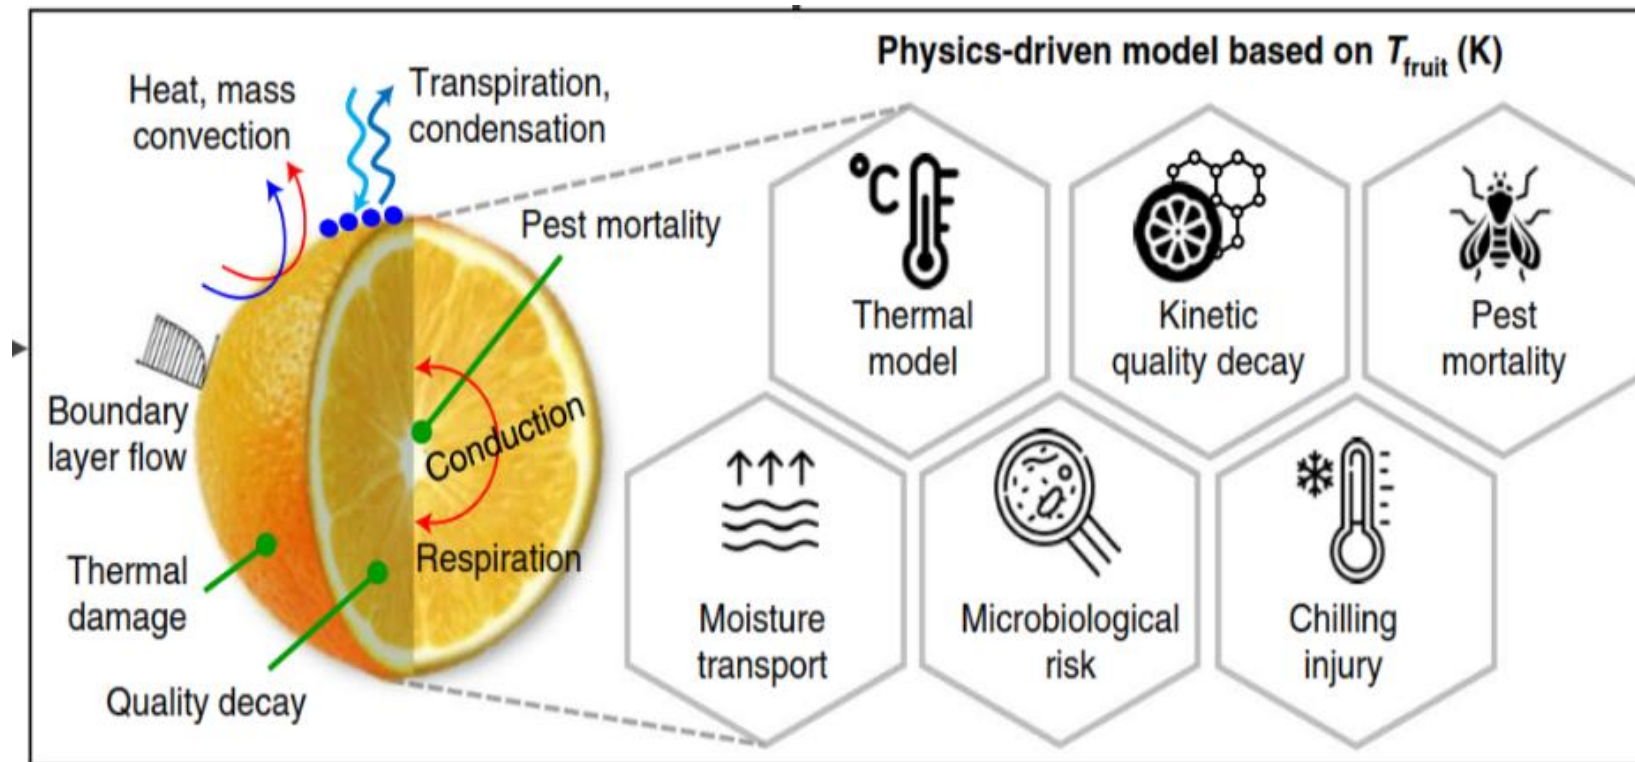 Physics-driven model based on Tfruit (K)
Heat, mass
convection
Transpiration,
condensation
Pest mortality
Boundary
layer flow
Conduction
Respiration
Thermal
damage
Quality decay
°C
Thermal
model
Kinetic
quality decay
Pest
mortality
Moisture
transport
Microbiological
risk
Chilling
injury